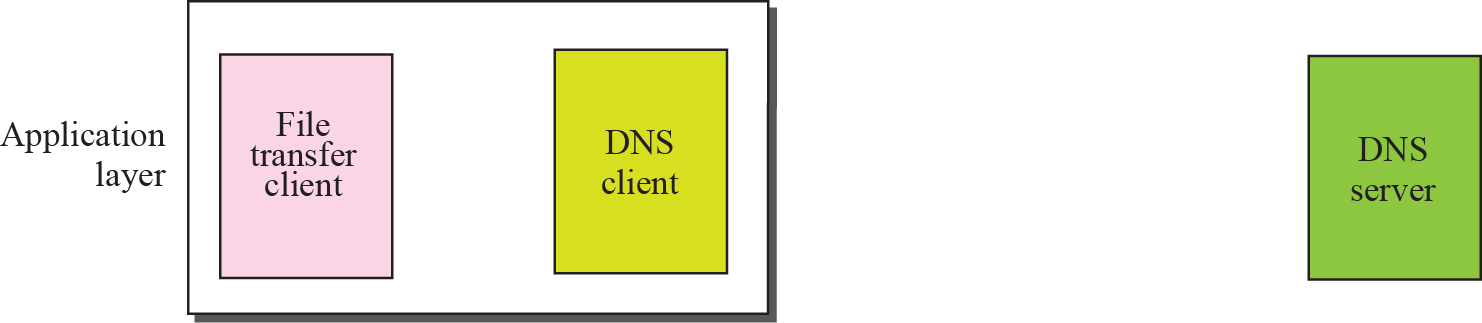 Application
layer
File
transfer
client
DNS
client
DNS
server